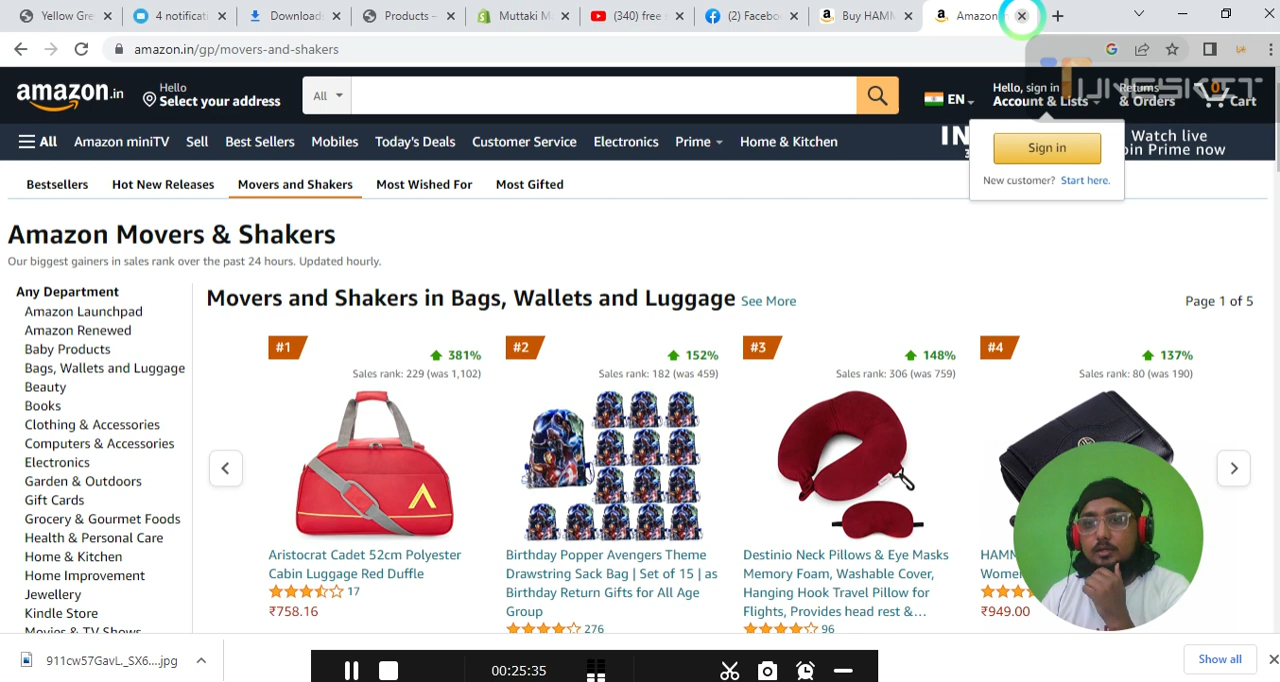 Yellow Gre
4 notificati
Downloads
Products –
Muttaki M
(340) free s
(2) Facebo
Buy HAMM
Amazon
amazon.in/gp/movers-and-shakers
UNESKIT
amazon.in
Hello
Select your address
All
EN
Hello, sign in
Account & Lists
Returns
& Orders
0
Cart
All
Amazon miniTV
Sell
Best Sellers
Mobiles
Today's Deals
Customer Service
Electronics
Prime
Home & Kitchen
IN
Watch live
oin Prime now
Sign in
New customer? Start here.
Bestsellers
Hot New Releases
Movers and Shakers
Most Wished For
Most Gifted
Amazon Movers & Shakers
Our biggest gainers in sales rank over the past 24 hours. Updated hourly.
Any Department
Amazon Launchpad
Amazon Renewed
Baby Products
Bags, Wallets and Luggage
Beauty
Books
Clothing & Accessories
Computers & Accessories
Electronics
Garden & Outdoors
Gift Cards
Grocery & Gourmet Foods
Health & Personal Care
Home & Kitchen
Home Improvement
Jewellery
Kindle Store
Movies & TV Shows
Movers and Shakers in Bags, Wallets and Luggage See More
Page 1 of 5
#1
381%
Sales rank: 229 (was 1,102)
Aristocrat Cadet 52cm Polyester
Cabin Luggage Red Duffle
17
₹758.16
#2
152%
Sales rank: 182 (was 459)
Birthday Popper Avengers Theme
Drawstring Sack Bag | Set of 15 | as
Birthday Return Gifts for All Age
Group
276
#3
148%
Sales rank: 306 (was 759)
Destinio Neck Pillows & Eye Masks
Memory Foam, Washable Cover,
Hanging Hook Travel Pillow for
Flights, Provides head rest &...
96
#4
137%
Sales rank: 80 (was 190)
HAMM
Wome
₹949.00
911cw57GavL._SX6....jpg
00:25:35
Show all